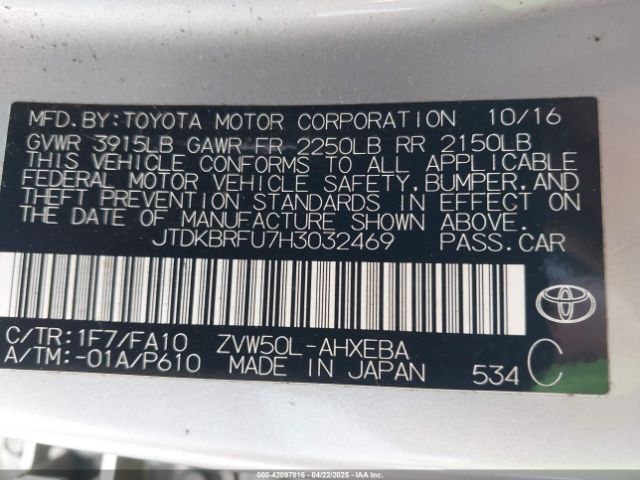 MFD.BY:TOYOTA MOTOR CORPORATION 10/16
GVWR 3915LB GAWR FR 2250LB RR 2150LB
THIS VEHICLE CONFORMS TO ALL APPLICABLE
FEDERAL MOTOR VEHICLE SAFETY,BUMPER,AND
THEFT PREVENTION STANDARDS IN EFFECT ON
THE DATE OF MANUFACTURE SHOWN ABOVE.
JTDKBRFU7H3032469 PASS.CAR
C/TR:1F7/FA10 ZVW50L-AHXEBA
A/TM:-01A/P610 MADE IN JAPAN 534 C
000-42097816 - 04/22/2025 - IAAI.COM